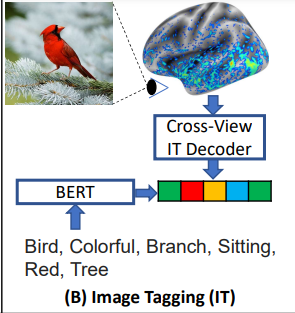 Cross-View
IT Decoder
BERT
Bird, Colorful, Branch, Sitting,
Red, Tree
(B) Image Tagging (IT)